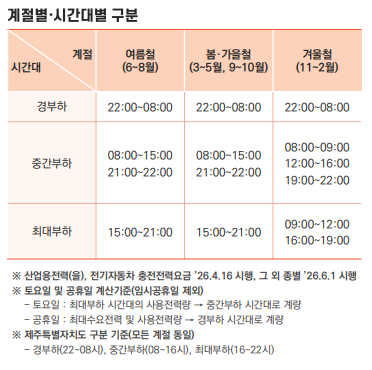 계절별·시간대별 구분
계절 여름철 봄·가을철 겨울철
시간대 (6~8월) (3~5월, 9~10월) (11~2월)
경부하 22:00~08:00 22:00~08:00 22:00~08:00
08:00~09:00
중간부하 08:00~15:00 08:00~15:00 12:00~16:00
21:00~22:00 21:00~22:00 19:00~22:00
최대부하 15:00~21:00 15:00~21:00 09:00~12:00
16:00~19:00
※ 산업용전력(을), 전기자동차 충전전력요금 '26.4.16 시행, 그 외 종별 '26.6.1 시행
※ 토요일 및 공휴일 계산기준(임시공휴일 제외)
- 토요일 : 최대부하 시간대의 사용전력량 → 중간부하 시간대로 계량
- 공휴일 : 최대수요전력 및 사용전력량 → 경부하 시간대로 계량
※ 제주특별자치도 구분 기준(모든 계절 동일)
- 경부하(22~08시), 중간부하(08~16시), 최대부하(16~22시)